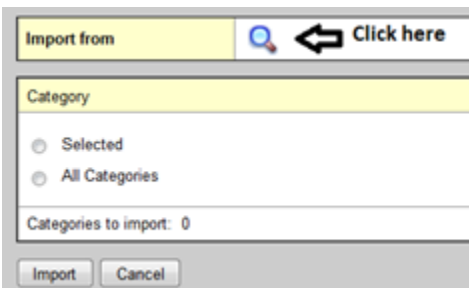 Import from Click here
Category
Selected
All Categories
Categories to import: 0
Import Cancel